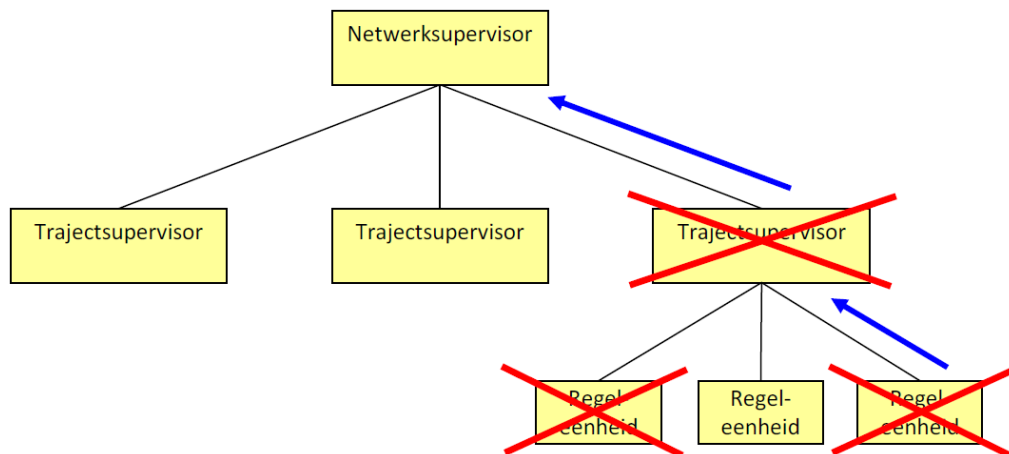 Netwerksupervisor
Trajectsupervisor
Trajectsupervisor
Trajectsupervisor
Regel-
eenheid
Regel-
eenheid
Regel-
eenheid